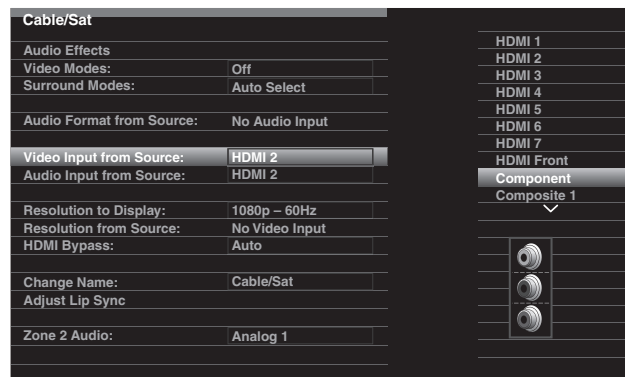 Cable/Sat
Audio Effects
Video Modes: Off
Surround Modes: Auto Select
Audio Format from Source: No Audio Input
Video Input from Source: HDMI 2
Audio Input from Source: HDMI 2
Resolution to Display: 1080p – 60Hz
Resolution from Source: No Video Input
HDMI Bypass: Auto
Change Name: Cable/Sat
Adjust Lip Sync
Zone 2 Audio: Analog 1
HDMI 1
HDMI 2
HDMI 3
HDMI 4
HDMI 5
HDMI 6
HDMI 7
HDMI Front
Component
Composite 1